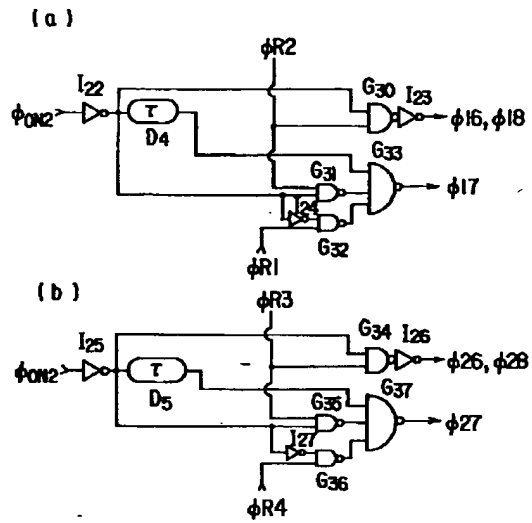 (a)
φR2
I22
G30
I23
φON2
τ
φ16, φ18
D4
G33
G31
φ17
I24
G32
φR1
(b)
φR3
I25
G34
I26
φON2
τ
φ26, φ28
D5
G37
G35
φ27
I27
G36
φR4